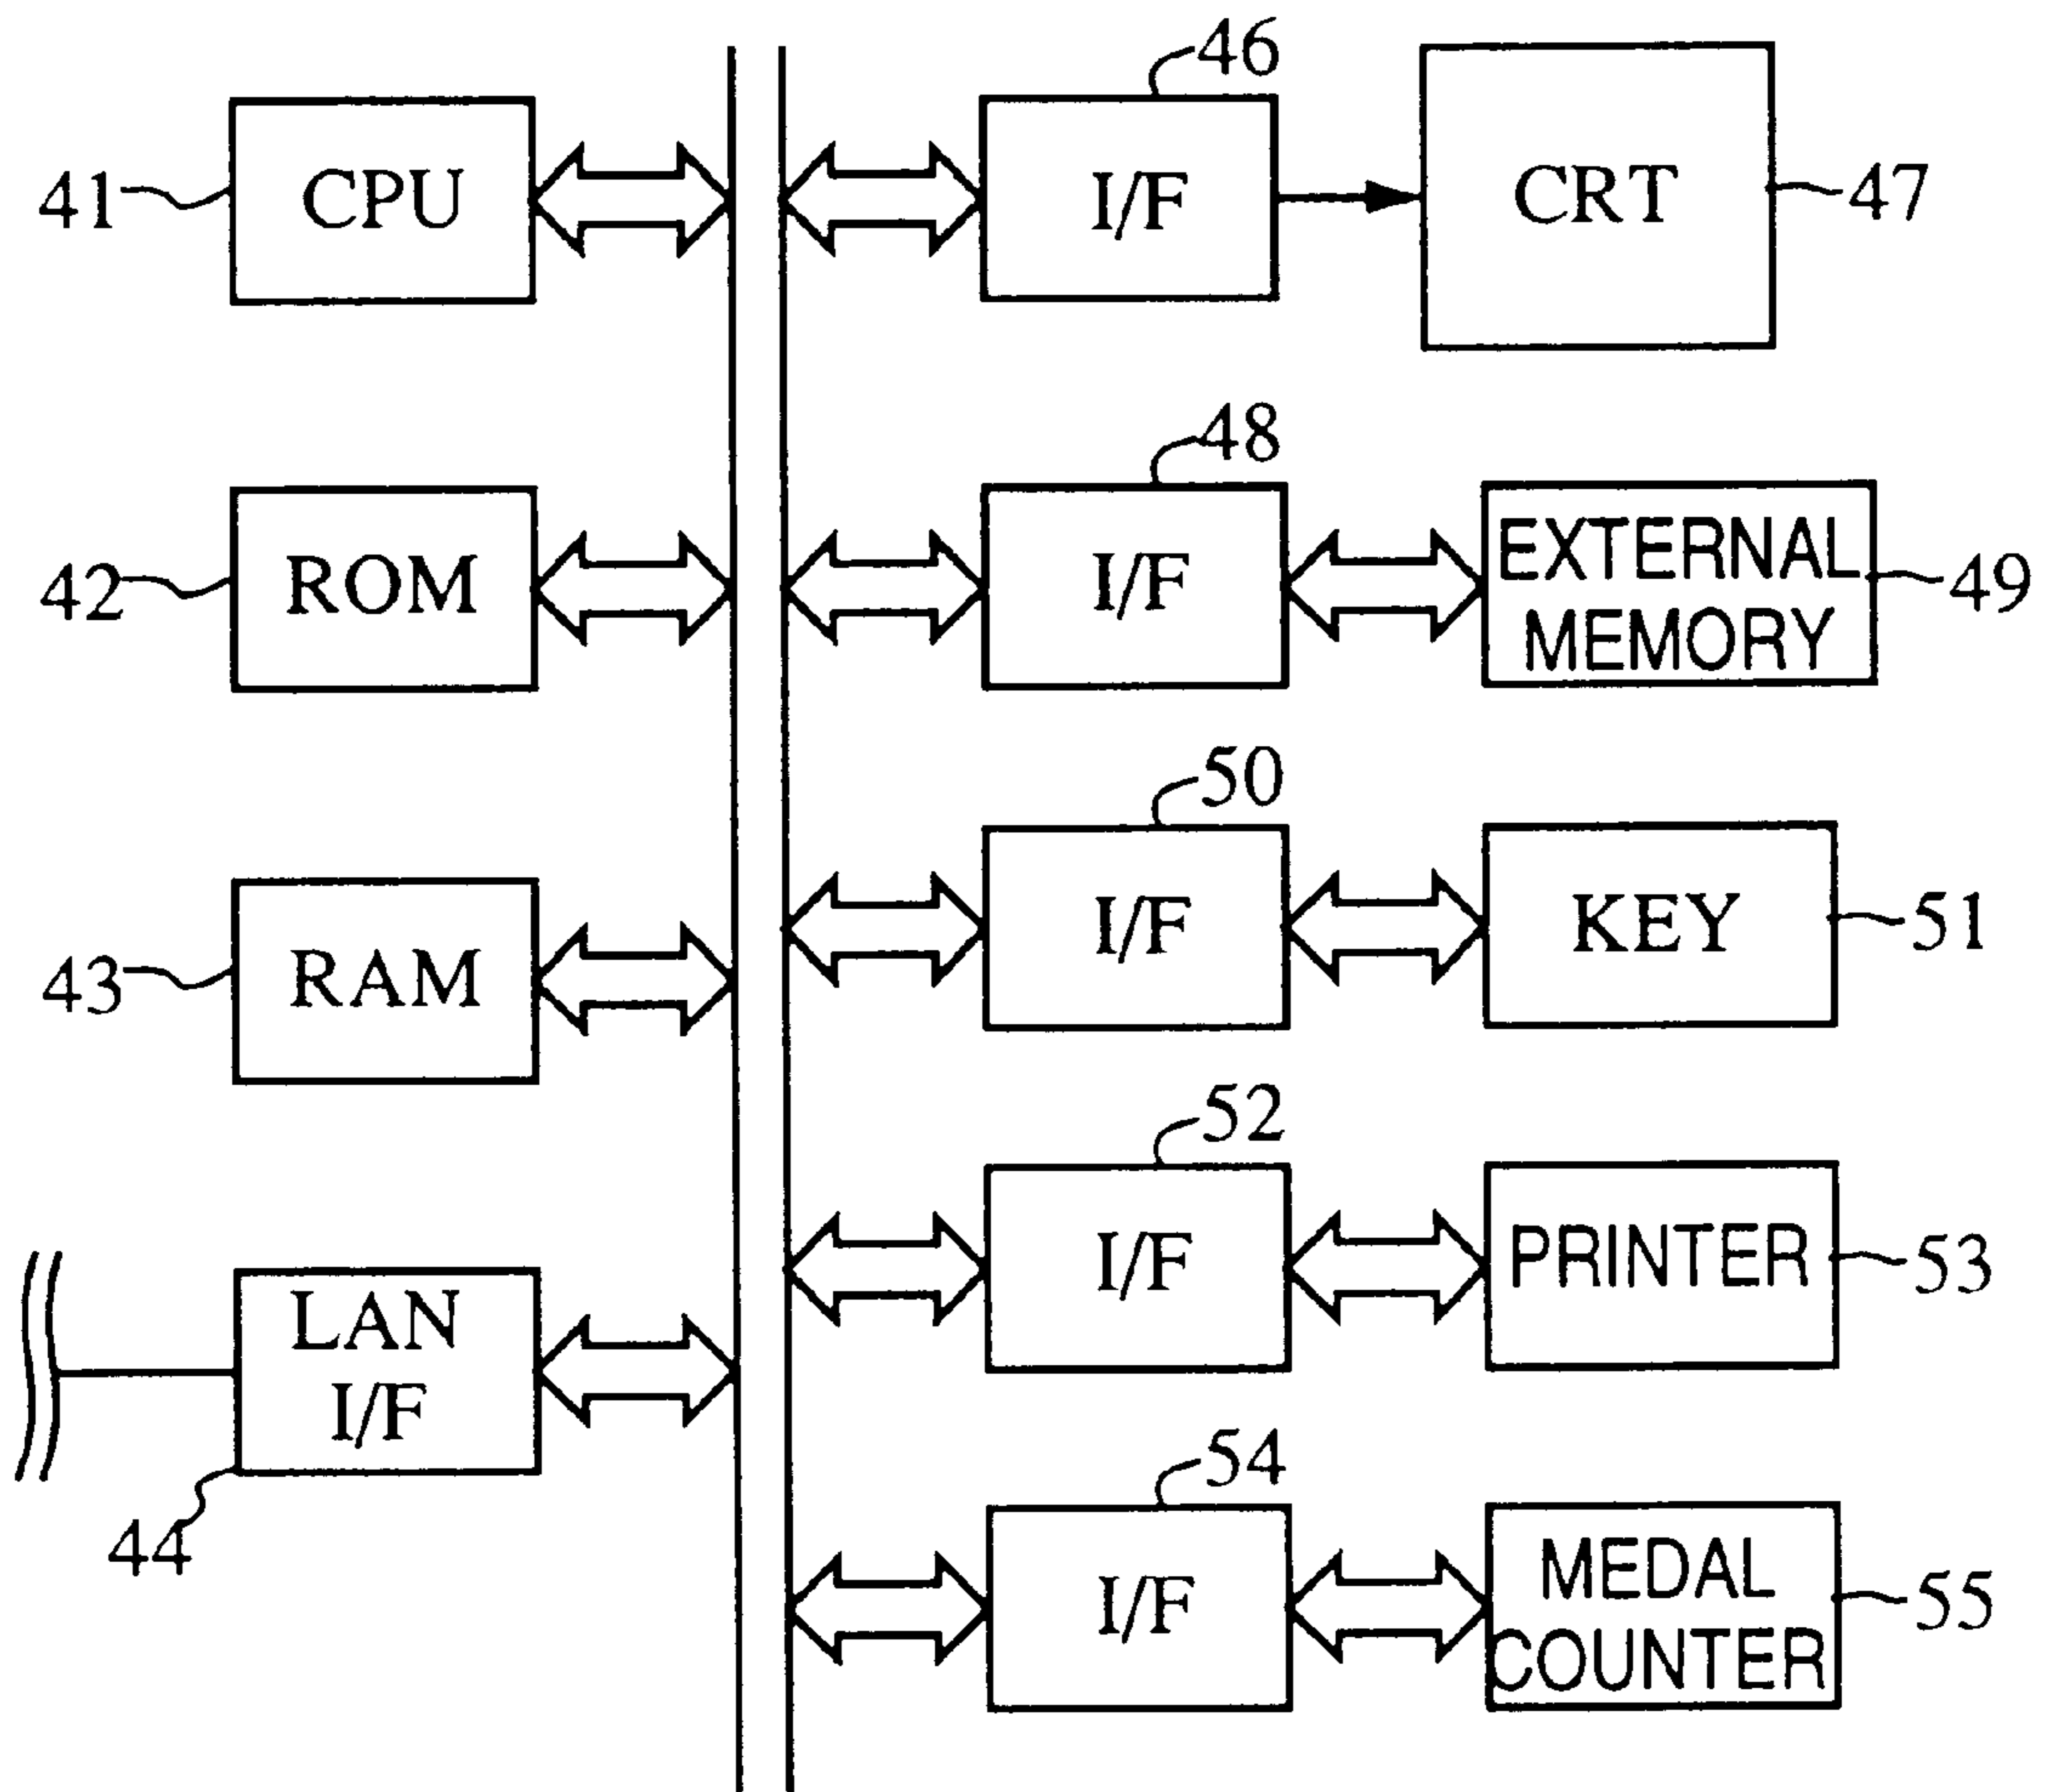 46
41
CPU
I/F
CRT
47
48
42
ROM
I/F
EXTERNAL
MEMORY
49
50
43
RAM
I/F
KEY
51
52
LAN
I/F
44
I/F
PRINTER
53
54
I/F
MEDAL
COUNTER
55